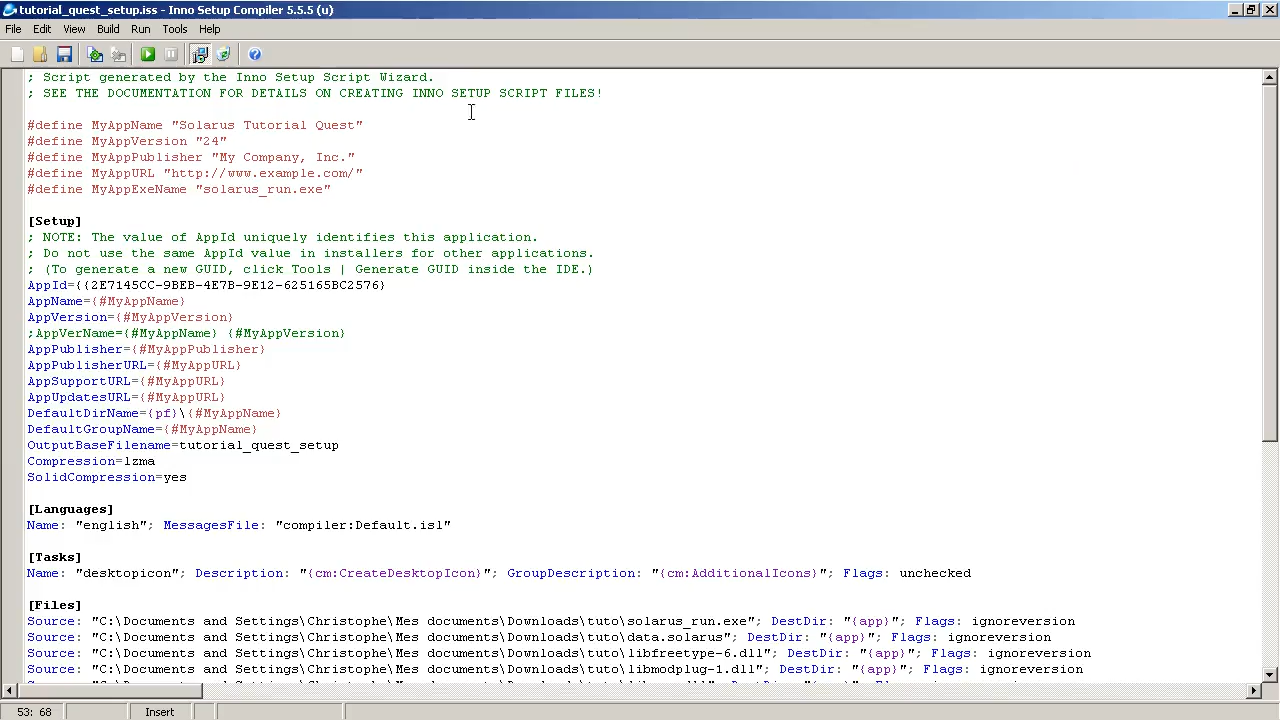 tutorial_quest_setup.iss - Inno Setup Compiler 5.5.5 (u)
File Edit View Build Run Tools Help
; Script generated by the Inno Setup Script Wizard.
; SEE THE DOCUMENTATION FOR DETAILS ON CREATING INNO SETUP SCRIPT FILES!
#define MyAppName "Solarus Tutorial Quest"
#define MyAppVersion "24"
#define MyAppPublisher "My Company, Inc."
#define MyAppURL "http://www.example.com/"
#define MyAppExeName "solarus_run.exe"
[Setup]
; NOTE: The value of AppId uniquely identifies this application.
; Do not use the same AppId value in installers for other applications.
; (To generate a new GUID, click Tools | Generate GUID inside the IDE.)
AppId={{2E7145CC-9BEB-4E7B-9E12-625165BC2576}
AppName={#MyAppName}
AppVersion={#MyAppVersion}
;AppVerName={#MyAppName} {#MyAppVersion}
AppPublisher={#MyAppPublisher}
AppPublisherURL={#MyAppURL}
AppSupportURL={#MyAppURL}
AppUpdatesURL={#MyAppURL}
DefaultDirName={pf}\{#MyAppName}
DefaultGroupName={#MyAppName}
OutputBaseFilename=tutorial_quest_setup
Compression=lzma
SolidCompression=yes
[Languages]
Name: "english"; MessagesFile: "compiler:Default.isl"
[Tasks]
Name: "desktopicon"; Description: "{cm:CreateDesktopIcon}"; GroupDescription: "{cm:AdditionalIcons}"; Flags: unchecked
[Files]
Source: "C:\Documents and Settings\Christophe\Mes documents\Downloads\tuto\solarus_run.exe"; DestDir: "{app}"; Flags: ignoreversion
Source: "C:\Documents and Settings\Christophe\Mes documents\Downloads\tuto\data.solarus"; DestDir: "{app}"; Flags: ignoreversion
Source: "C:\Documents and Settings\Christophe\Mes documents\Downloads\tuto\libfreetype-6.dll"; DestDir: "{app}"; Flags: ignoreversion
Source: "C:\Documents and Settings\Christophe\Mes documents\Downloads\tuto\libmodplug-1.dll"; DestDir: "{app}"; Flags: ignoreversion
53: 68 Insert